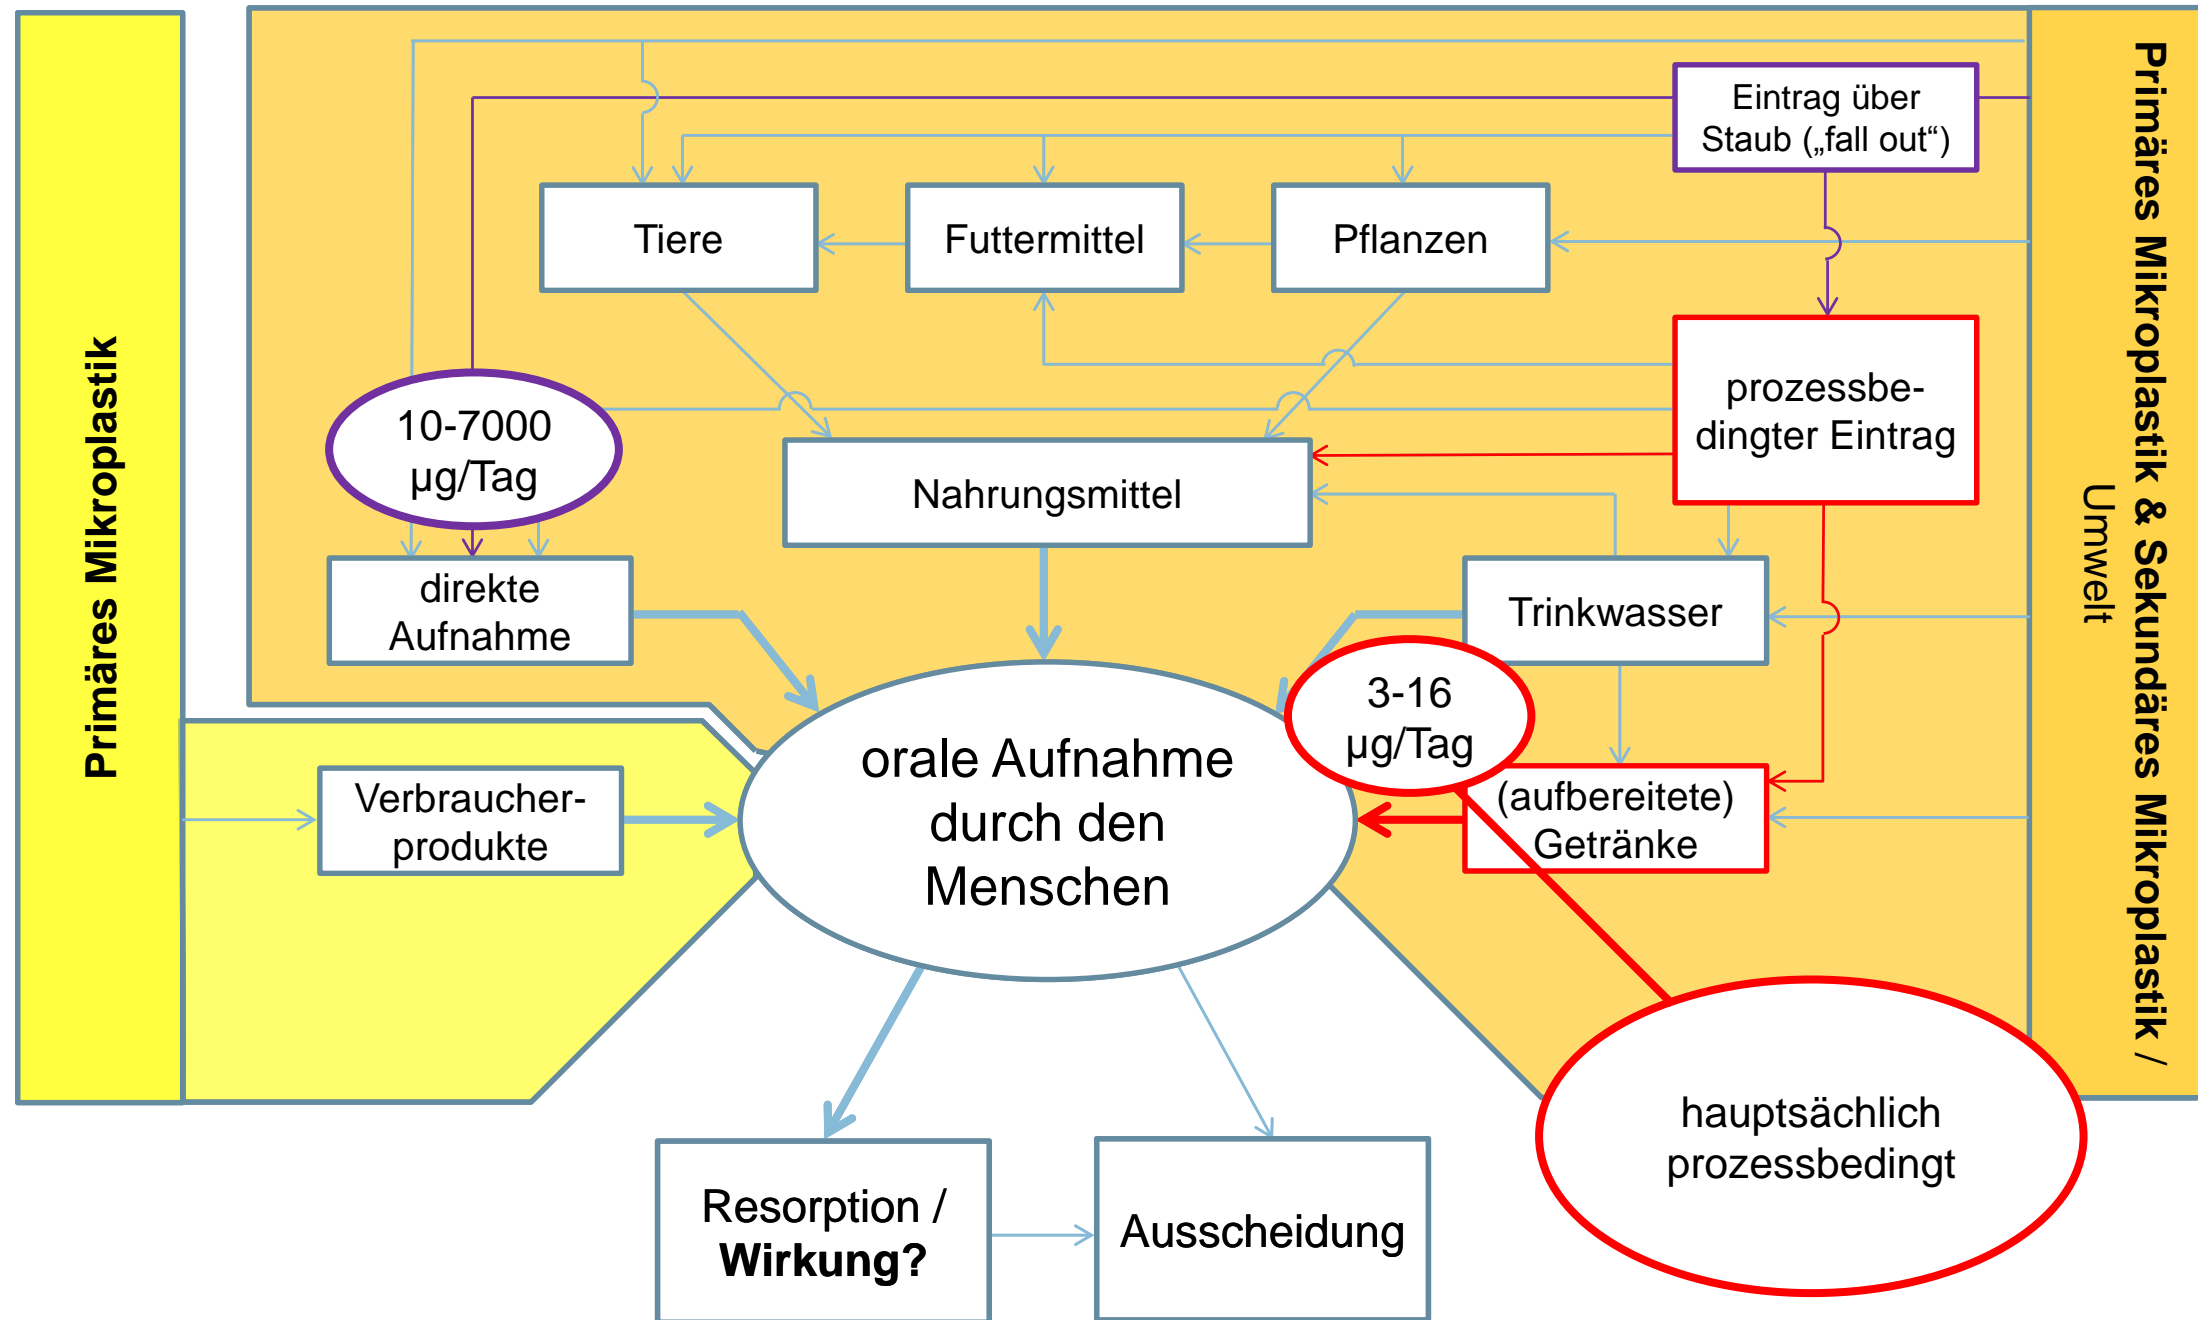 Primäres Mikroplastik
Primäres Mikroplastik & Sekundäres Mikroplastik /
Umwelt
Eintrag über
Staub („fall out“)
Tiere
Futtermittel
Pflanzen
prozessbe-
dingter Eintrag
10-7000
µg/Tag
Nahrungsmittel
direkte
Aufnahme
Trinkwasser
3-16
µg/Tag
orale Aufnahme
durch den
Menschen
Verbraucher-
produkte
(aufbereitete)
Getränke
hauptsächlich
prozessbedingt
Resorption /
Wirkung?
Ausscheidung